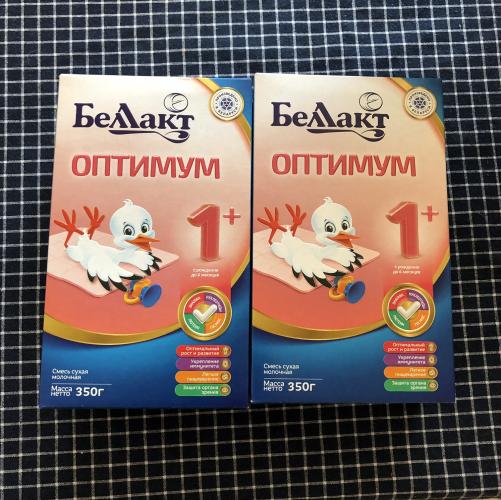 Беллакт
ОПТИМУМ
1+
с рождения
до 6 месяцев
Оптимальный
рост и развитие
Укрепление
иммунитета
Легкое
пищеварение
Защита органа
зрения
Смесь сухая
молочная
Масса
нетто 350г
Беллакт
ОПТИМУМ
1+
с рождения
до 6 месяцев
Оптимальный
рост и развитие
Укрепление
иммунитета
Легкое
пищеварение
Защита органа
зрения
Смесь сухая
молочная
Масса
нетто 350г